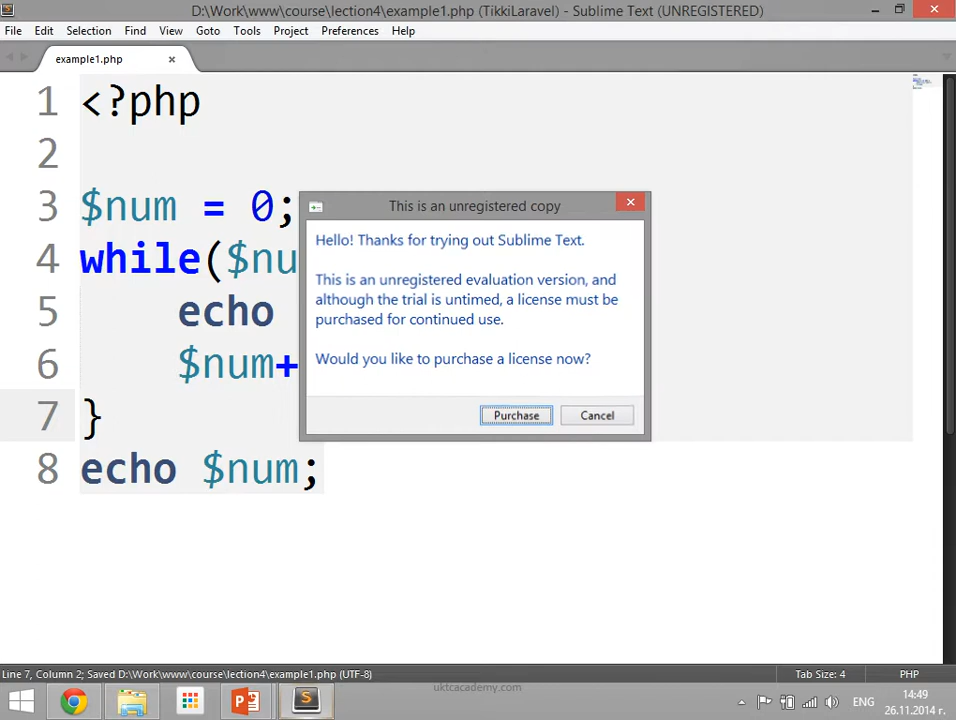 D:\Work\www\course\lection4\example1.php (TikkiLaravel) - Sublime Text (UNREGISTERED)
File Edit Selection Find View Goto Tools Project Preferences Help
example1.php
1 <?php
2
3 $num = 0;
4 while($nu
5 echo
6 $num+
7 }
8 echo $num;
This is an unregistered copy
Hello! Thanks for trying out Sublime Text.
This is an unregistered evaluation version, and
although the trial is untimed, a license must be
purchased for continued use.
Would you like to purchase a license now?
Purchase Cancel
Line 7, Column 2; Saved D:\Work\www\course\lection4\example1.php (UTF-8) Tab Size: 4 PHP
uktcacademy.com
ENG 14:49
26.11.2014 г.